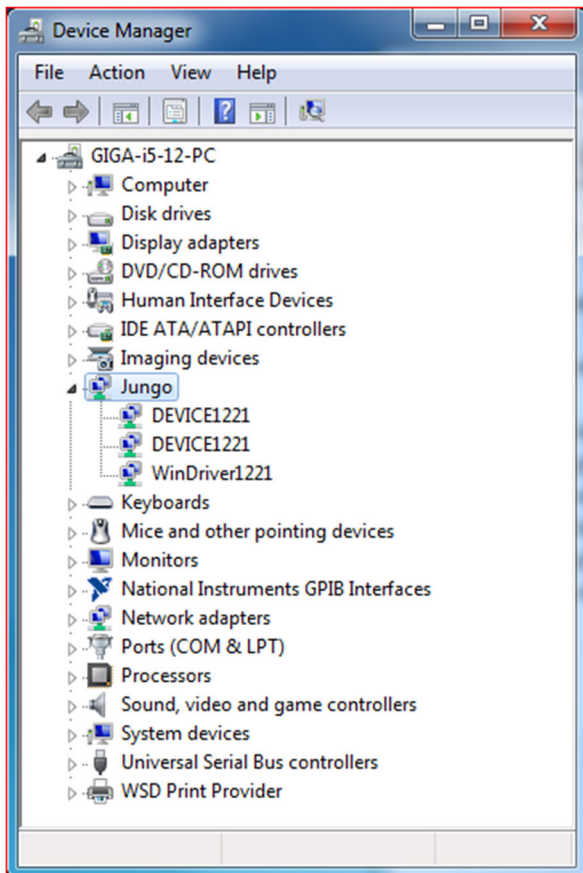 Device Manager
File Action View Help
GIGA-i5-12-PC
Computer
Disk drives
Display adapters
DVD/CD-ROM drives
Human Interface Devices
IDE ATA/ATAPI controllers
Imaging devices
Jungo
DEVICE1221
DEVICE1221
WinDriver1221
Keyboards
Mice and other pointing devices
Monitors
National Instruments GPIB Interfaces
Network adapters
Ports (COM & LPT)
Processors
Sound, video and game controllers
System devices
Universal Serial Bus controllers
WSD Print Provider